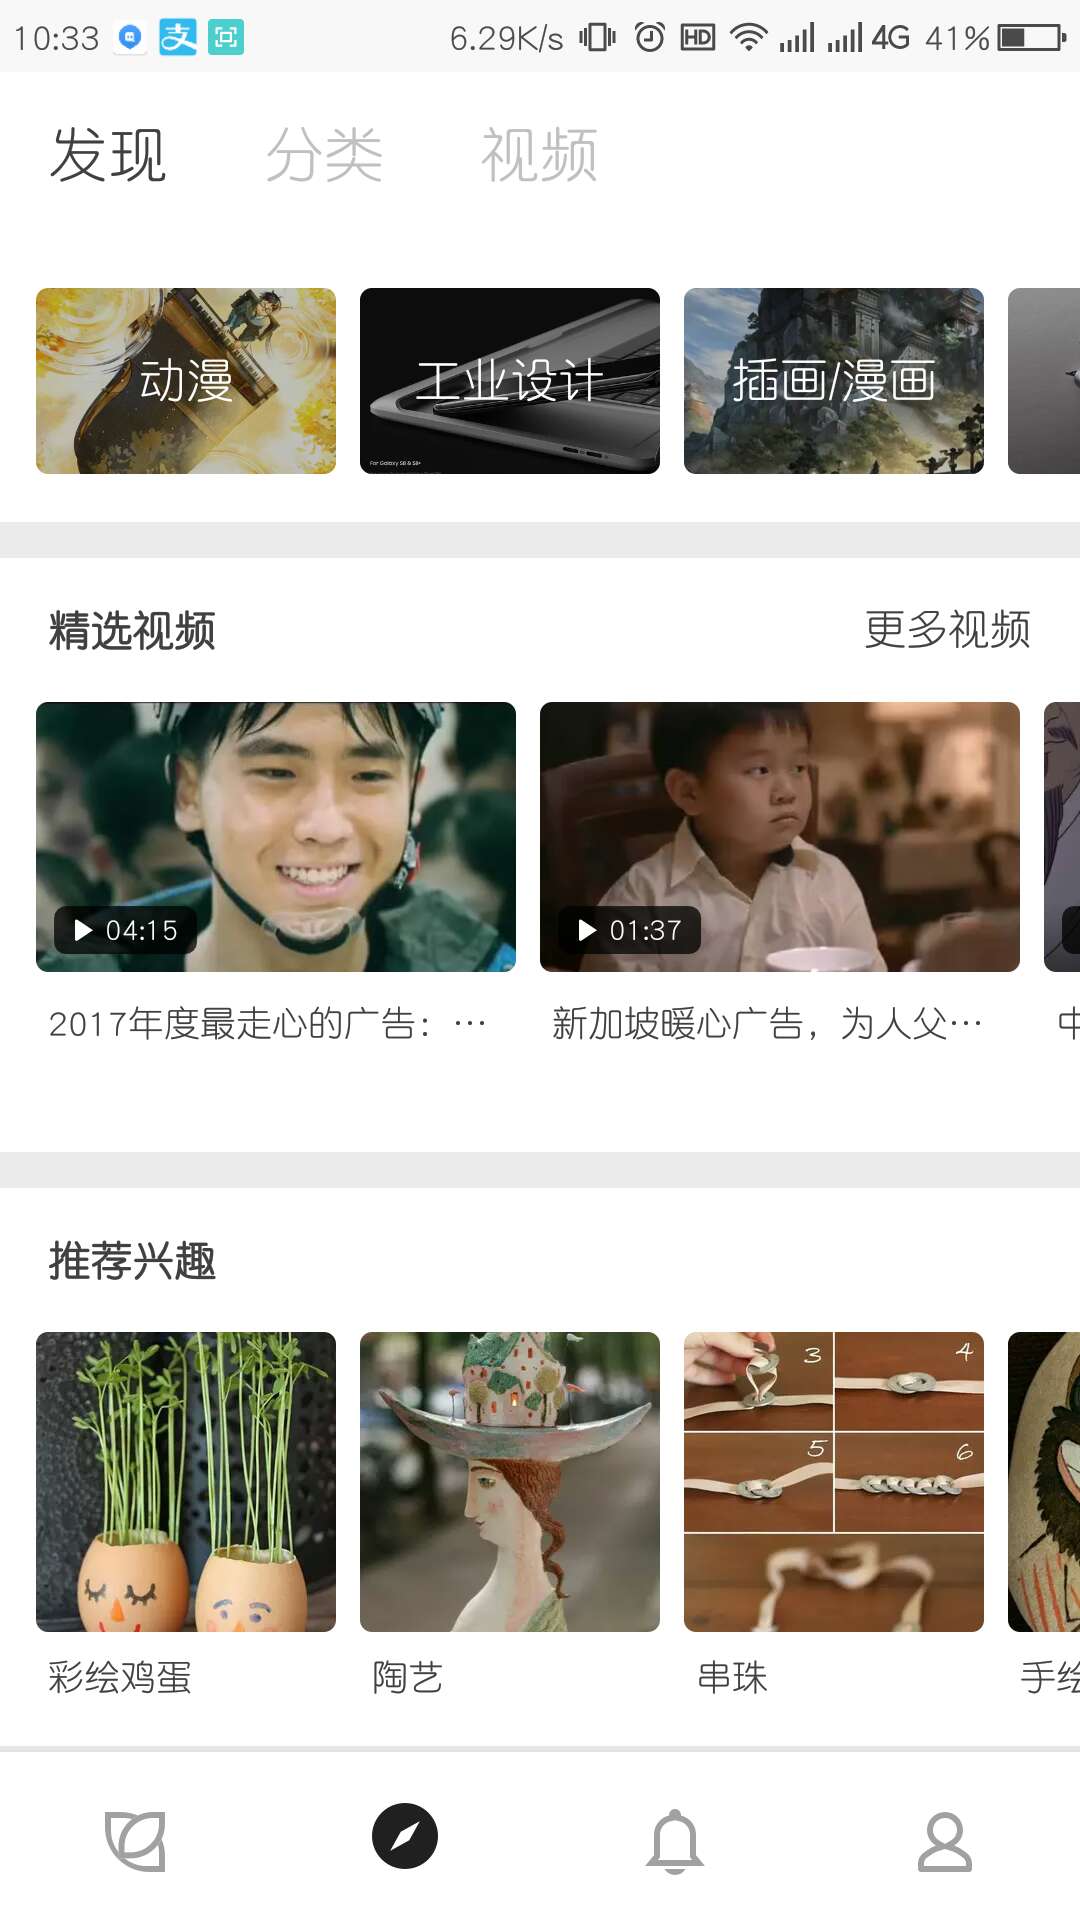 10:33 6.29K/s HD 4G 41%
发现 分类 视频
动漫 工业设计 插画/漫画
For Galaxy S8 & S8+
精选视频 更多视频
04:15 01:37
2017年度最走心的广告：… 新加坡暖心广告，为人父… 中
推荐兴趣
3 4
5 6
彩绘鸡蛋 陶艺 串珠 手绘